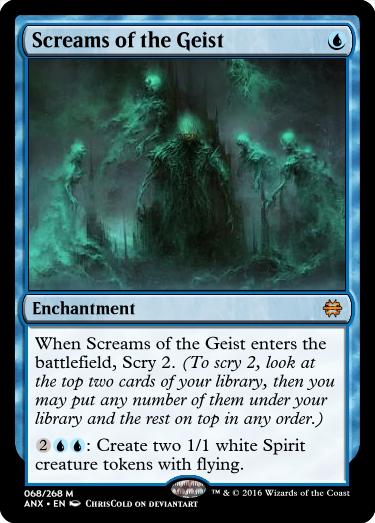 Screams of the Geist
Enchantment
When Screams of the Geist enters the
battlefield, Scry 2. (To scry 2, look at
the top two cards of your library, then you
may put any number of them under your
library and the rest on top in any order.)
2: Create two 1/1 white Spirit
creature tokens with flying.
068/268 M
ANX • EN ChrisCold on deviantart
™ & © 2016 Wizards of the Coast